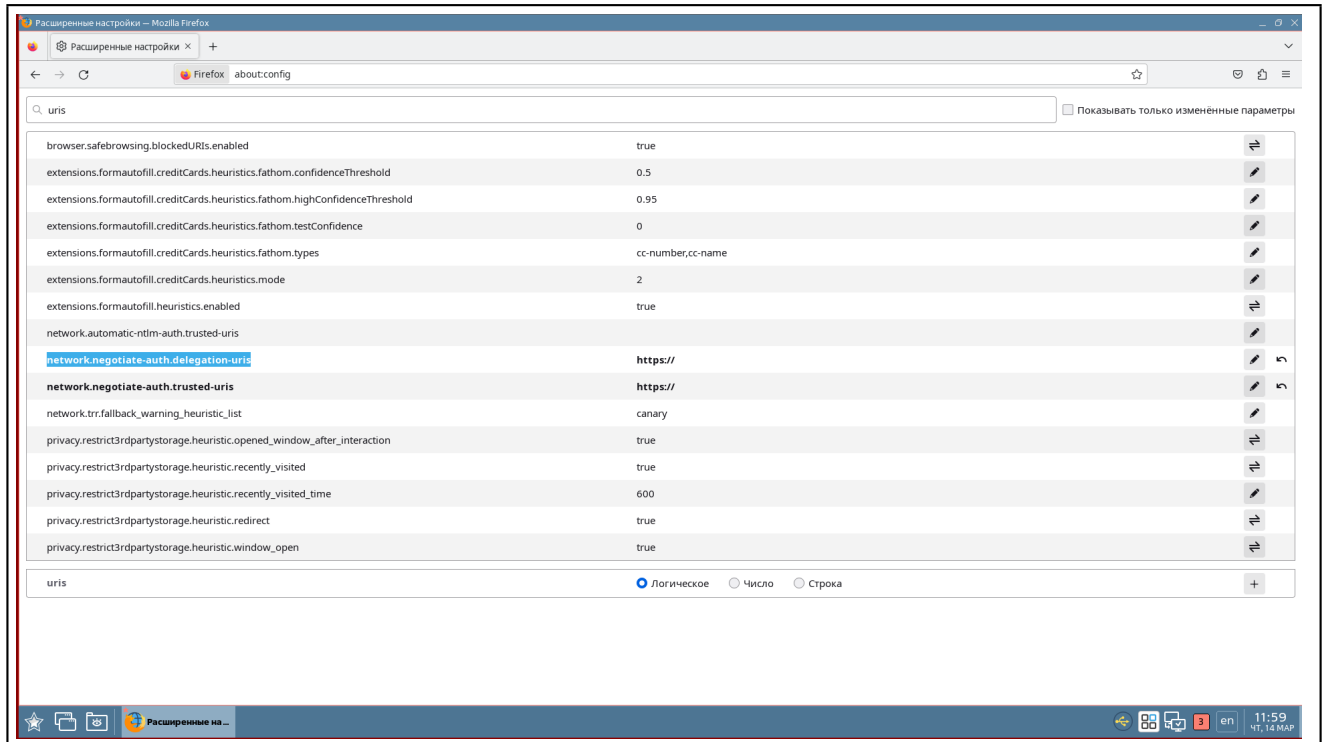 Расширенные настройки — Mozilla Firefox
Расширенные настройки
Firefox about:config
uris Показывать только изменённые параметры
browser.safebrowsing.blockedURIs.enabled true
extensions.formautofill.creditCards.heuristics.fathom.confidenceThreshold 0.5
extensions.formautofill.creditCards.heuristics.fathom.highConfidenceThreshold 0.95
extensions.formautofill.creditCards.heuristics.fathom.testConfidence 0
extensions.formautofill.creditCards.heuristics.fathom.types cc-number,cc-name
extensions.formautofill.creditCards.heuristics.mode 2
extensions.formautofill.heuristics.enabled true
network.automatic-ntlm-auth.trusted-uris
network.negotiate-auth.delegation-uris https://
network.negotiate-auth.trusted-uris https://
network.trr.fallback_warning_heuristic_list canary
privacy.restrict3rdpartystorage.heuristic.opened_window_after_interaction true
privacy.restrict3rdpartystorage.heuristic.recently_visited true
privacy.restrict3rdpartystorage.heuristic.recently_visited_time 600
privacy.restrict3rdpartystorage.heuristic.redirect true
privacy.restrict3rdpartystorage.heuristic.window_open true
uris Логическое Число Строка
Расширенные на... 3 en 11:59
ЧТ, 14 МАР